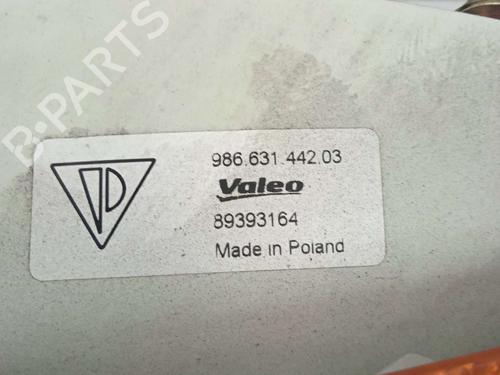 B-PARTS
986.631.442.03
Valeo
89393164
Made in Poland